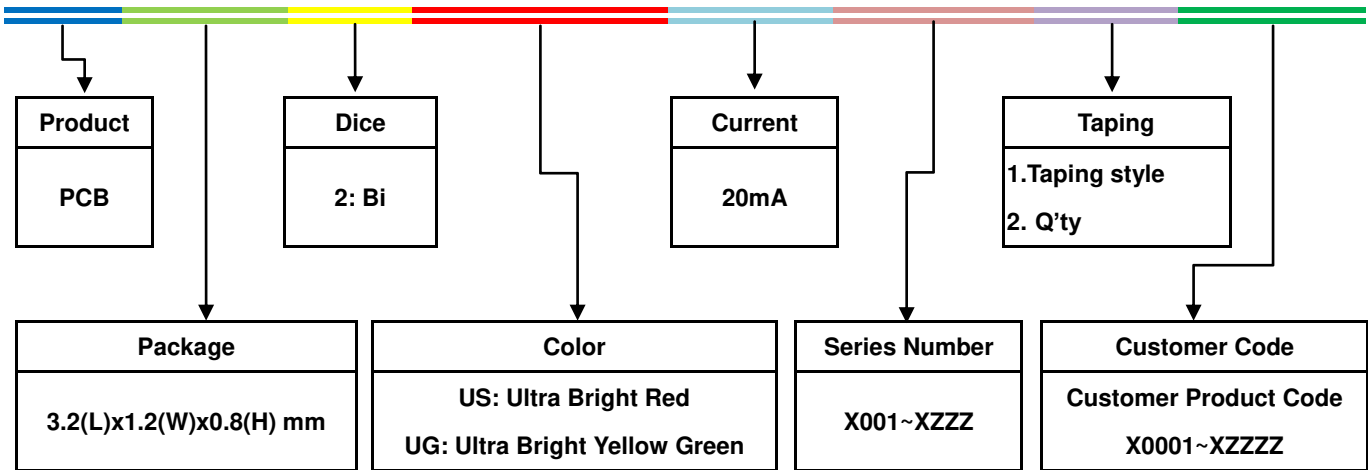 Product
PCB
Dice
2: Bi
Current
20mA
Taping
1.Taping style
2. Q’ty
Package
3.2(L)x1.2(W)x0.8(H) mm
Color
US: Ultra Bright Red
UG: Ultra Bright Yellow Green
Series Number
X001~XZZZ
Customer Code
Customer Product Code
X0001~XZZZZ